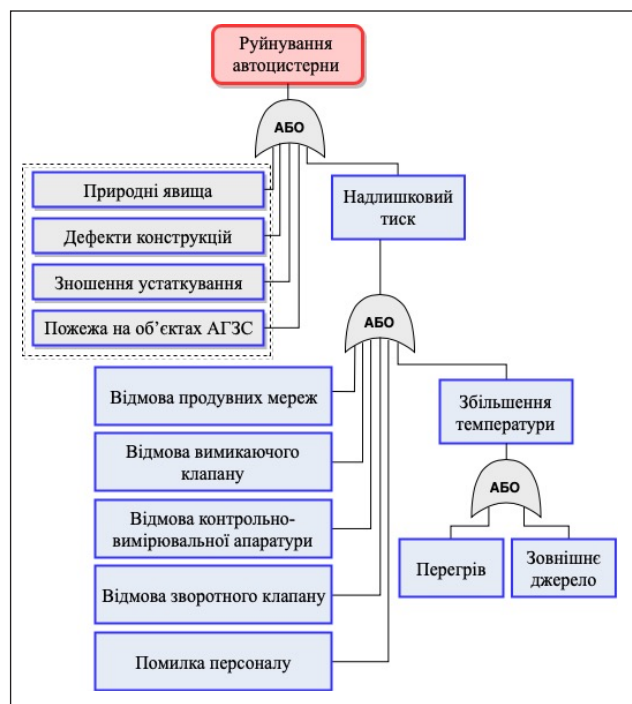 Руйнування
автоцистерни
АБО
Природні явища
Дефекти конструкцій
Зношення устаткування
Пожежа на об’єктах АГЗС
Надлишковий
тиск
АБО
Відмова продувних мереж
Відмова вимикаючого
клапану
Відмова контрольно-
вимірювальної апаратури
Відмова зворотного клапану
Помилка персоналу
Збільшення
температури
АБО
Перегрів
Зовнішнє
джерело